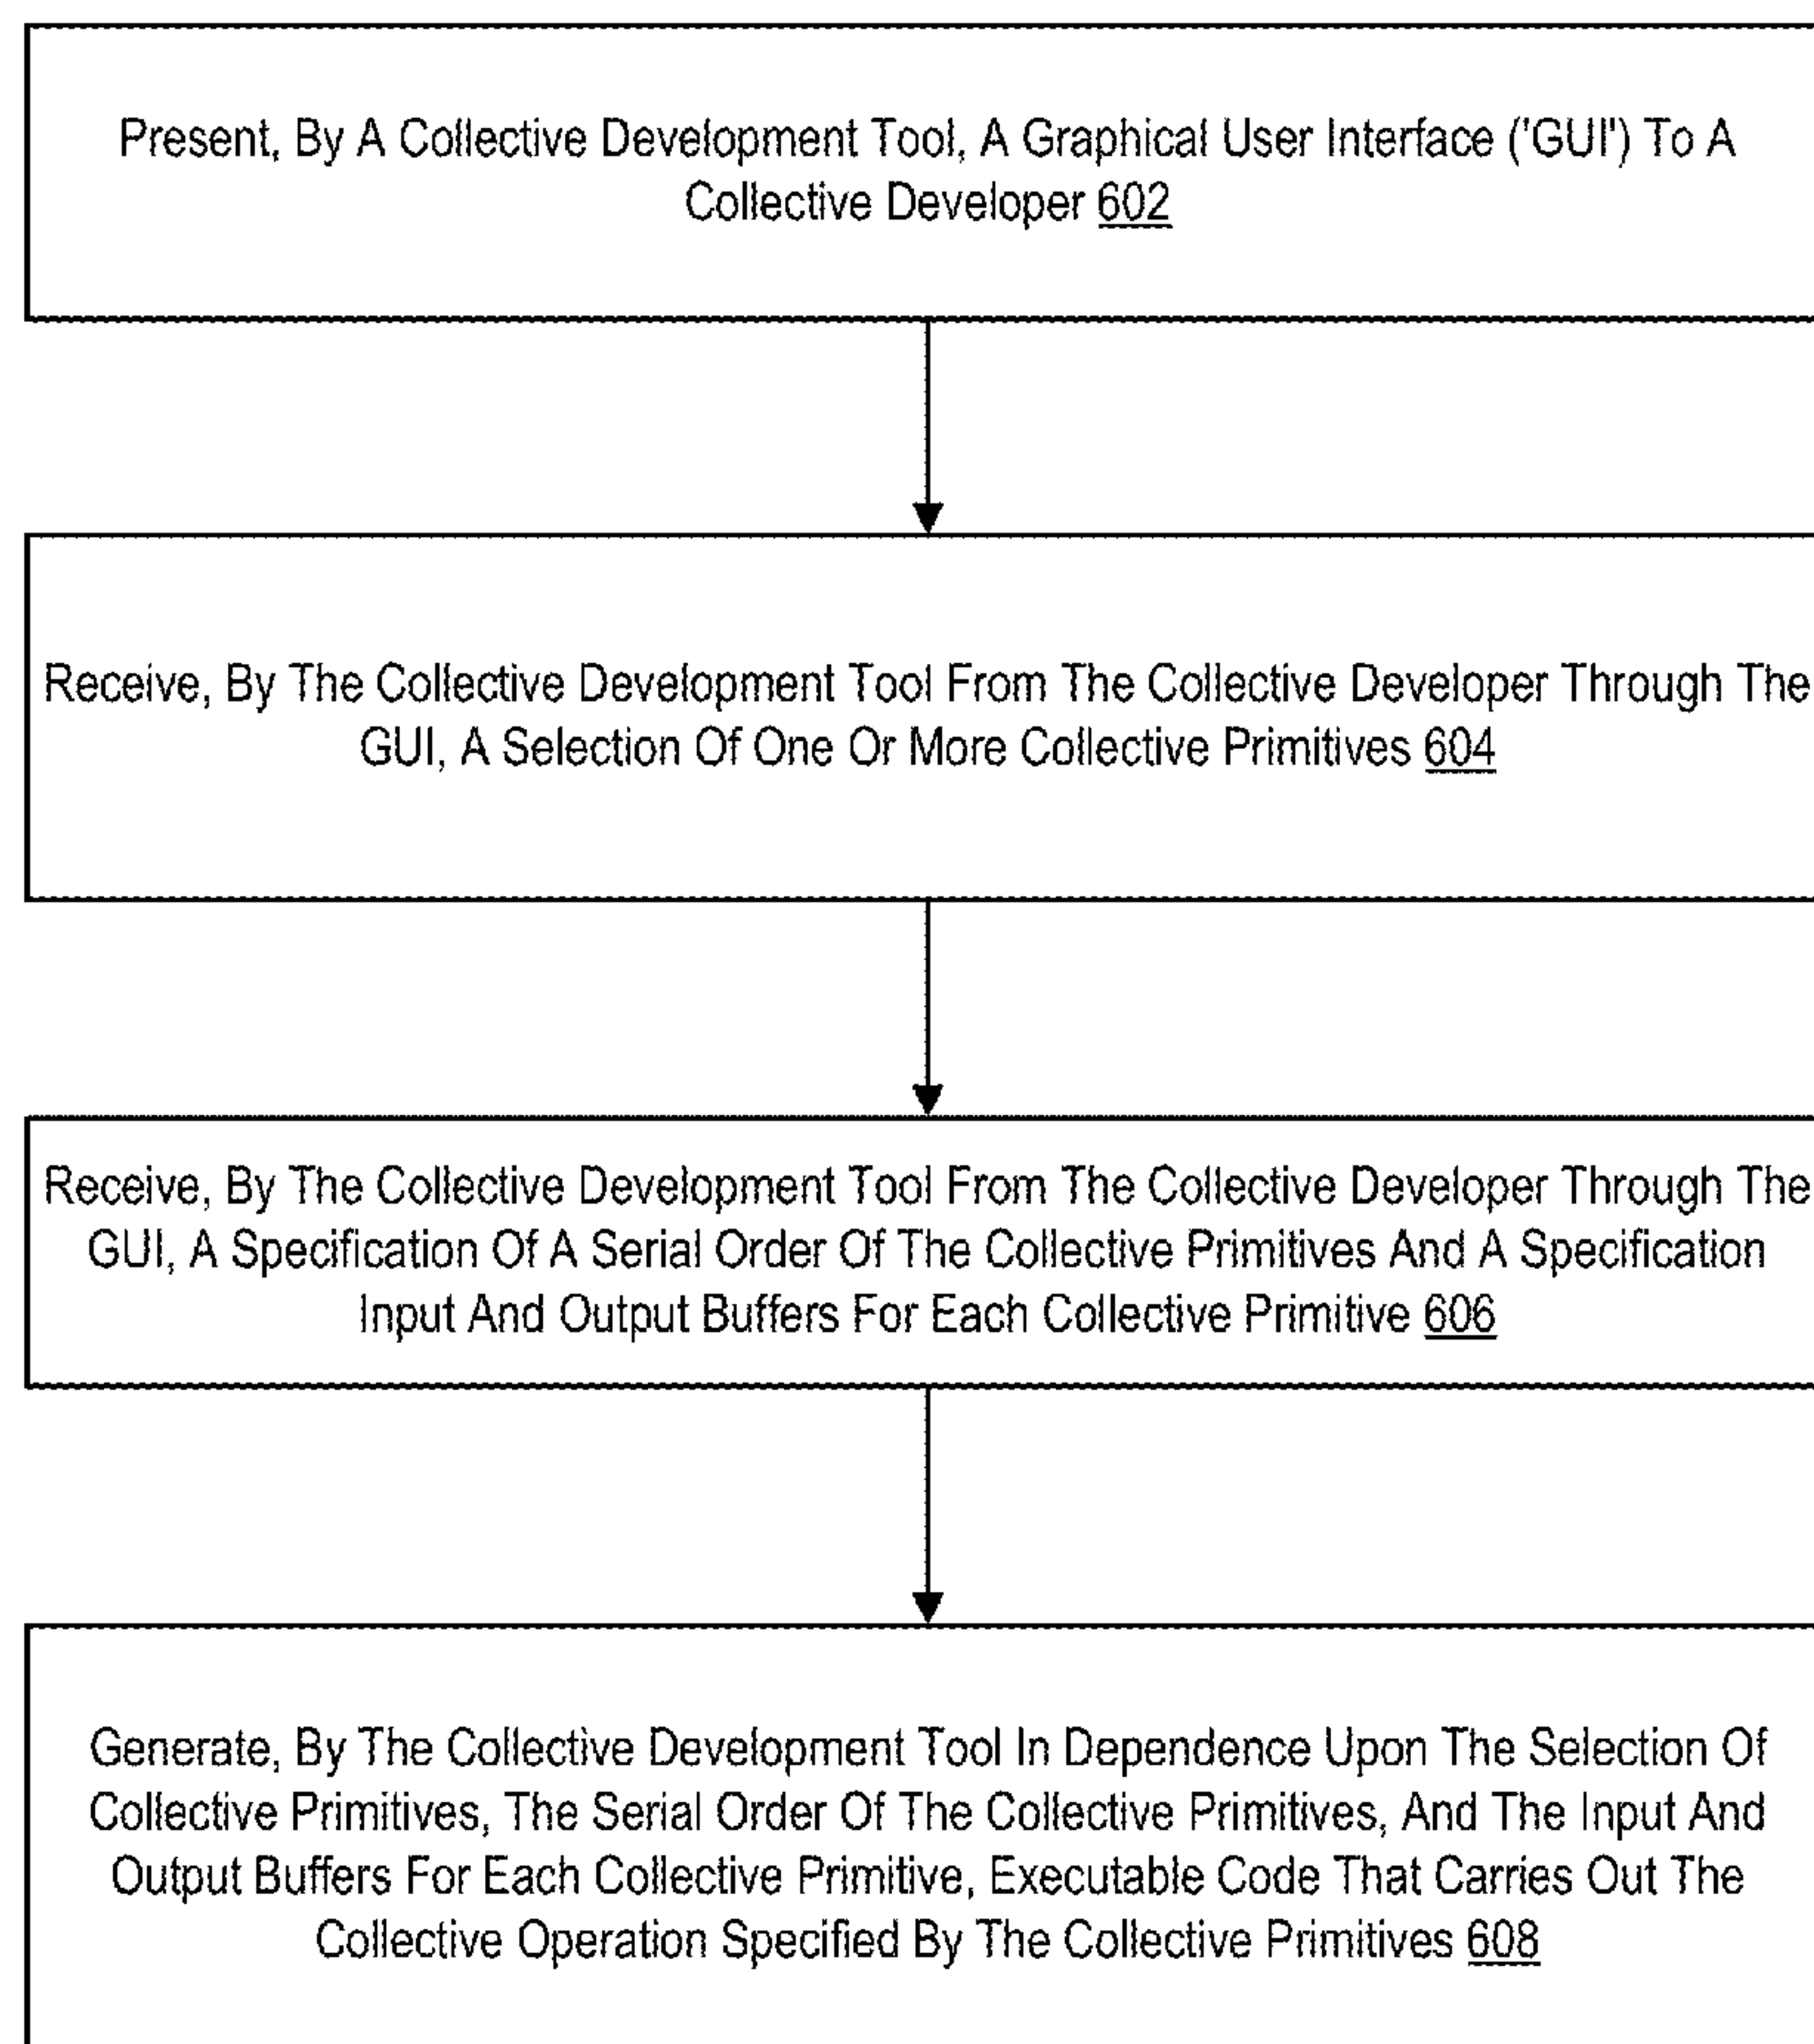 Present, By A Collective Development Tool, A Graphical User Interface ('GUI') To A
Collective Developer 602
Receive, By The Collective Development Tool From The Collective Developer Through The
GUI, A Selection Of One Or More Collective Primitives 604
Receive, By The Collective Development Tool From The Collective Developer Through The
GUI, A Specification Of A Serial Order Of The Collective Primitives And A Specification
Input And Output Buffers For Each Collective Primitive 606
Generate, By The Collective Development Tool In Dependence Upon The Selection Of
Collective Primitives, The Serial Order Of The Collective Primitives, And The Input And
Output Buffers For Each Collective Primitive, Executable Code That Carries Out The
Collective Operation Specified By The Collective Primitives 608